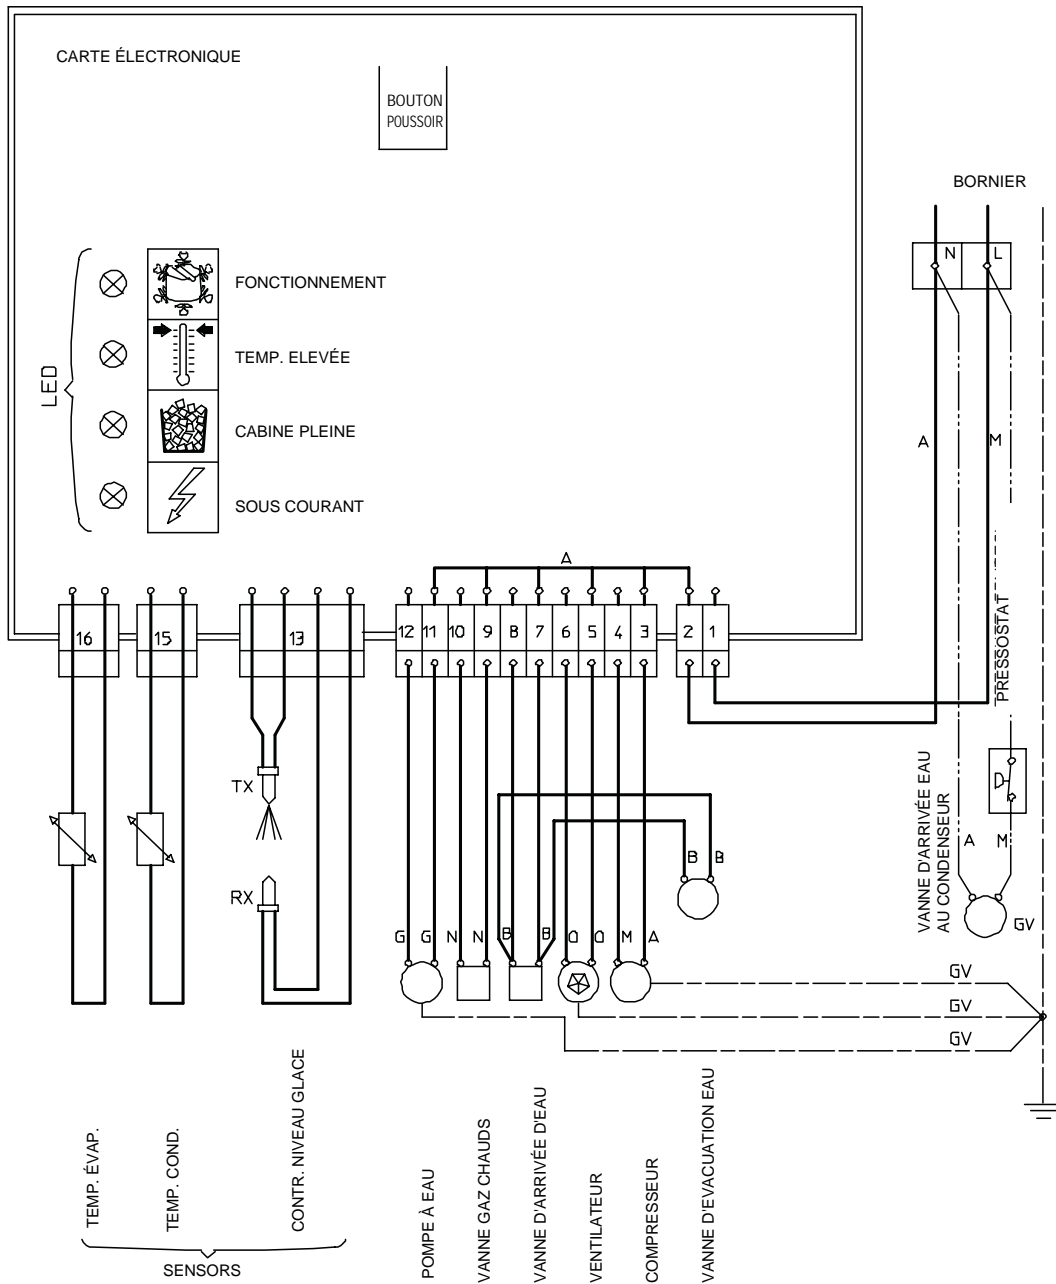 CARTE ÉLECTRONIQUE
BOUTON
POUSSOIR
BORNIER
N L
FONCTIONNEMENT
TEMP. ELEVÉE
LED
CABINE PLEINE
SOUS COURANT
A M
A
16 15 13 12 11 10 9 8 7 6 5 4 3 2 1
PRESSOSTAT
TX
RX
VANNE D'ARRIVÉE EAU
AU CONDENSEUR
A M
GV
B B
G G N N B B M A
GV
GV
GV
TEMP. ÉVAP.
TEMP. COND.
CONTR. NIVEAU GLACE
SENSORS
POMPE À EAU
VANNE GAZ CHAUDS
VANNE D'ARRIVÉE D'EAU
VENTILATEUR
COMPRESSEUR
VANNE D'EVACUATION EAU